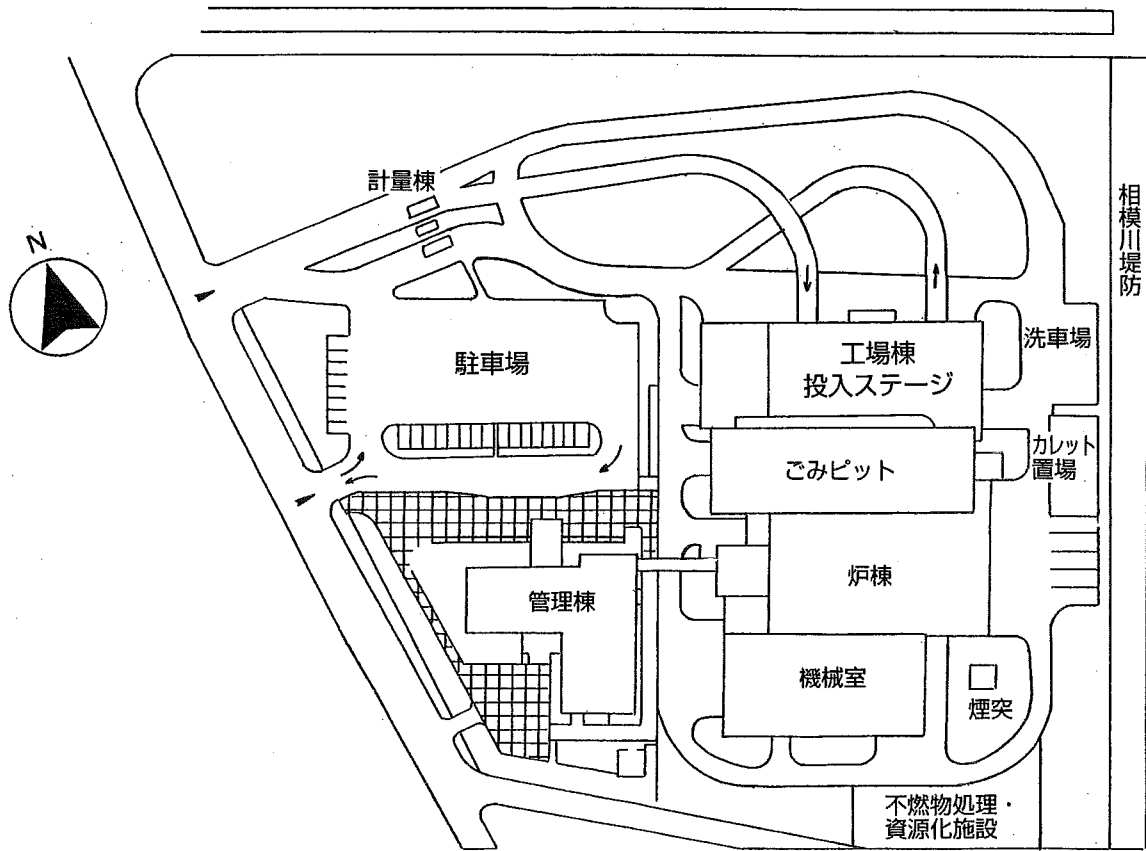 計量棟
相模川堤防
N
洗車場
工場棟
投入ステージ
駐車場
カレット
置場
ごみピット
炉棟
管理棟
機械室
煙突
不燃物処理・
資源化施設